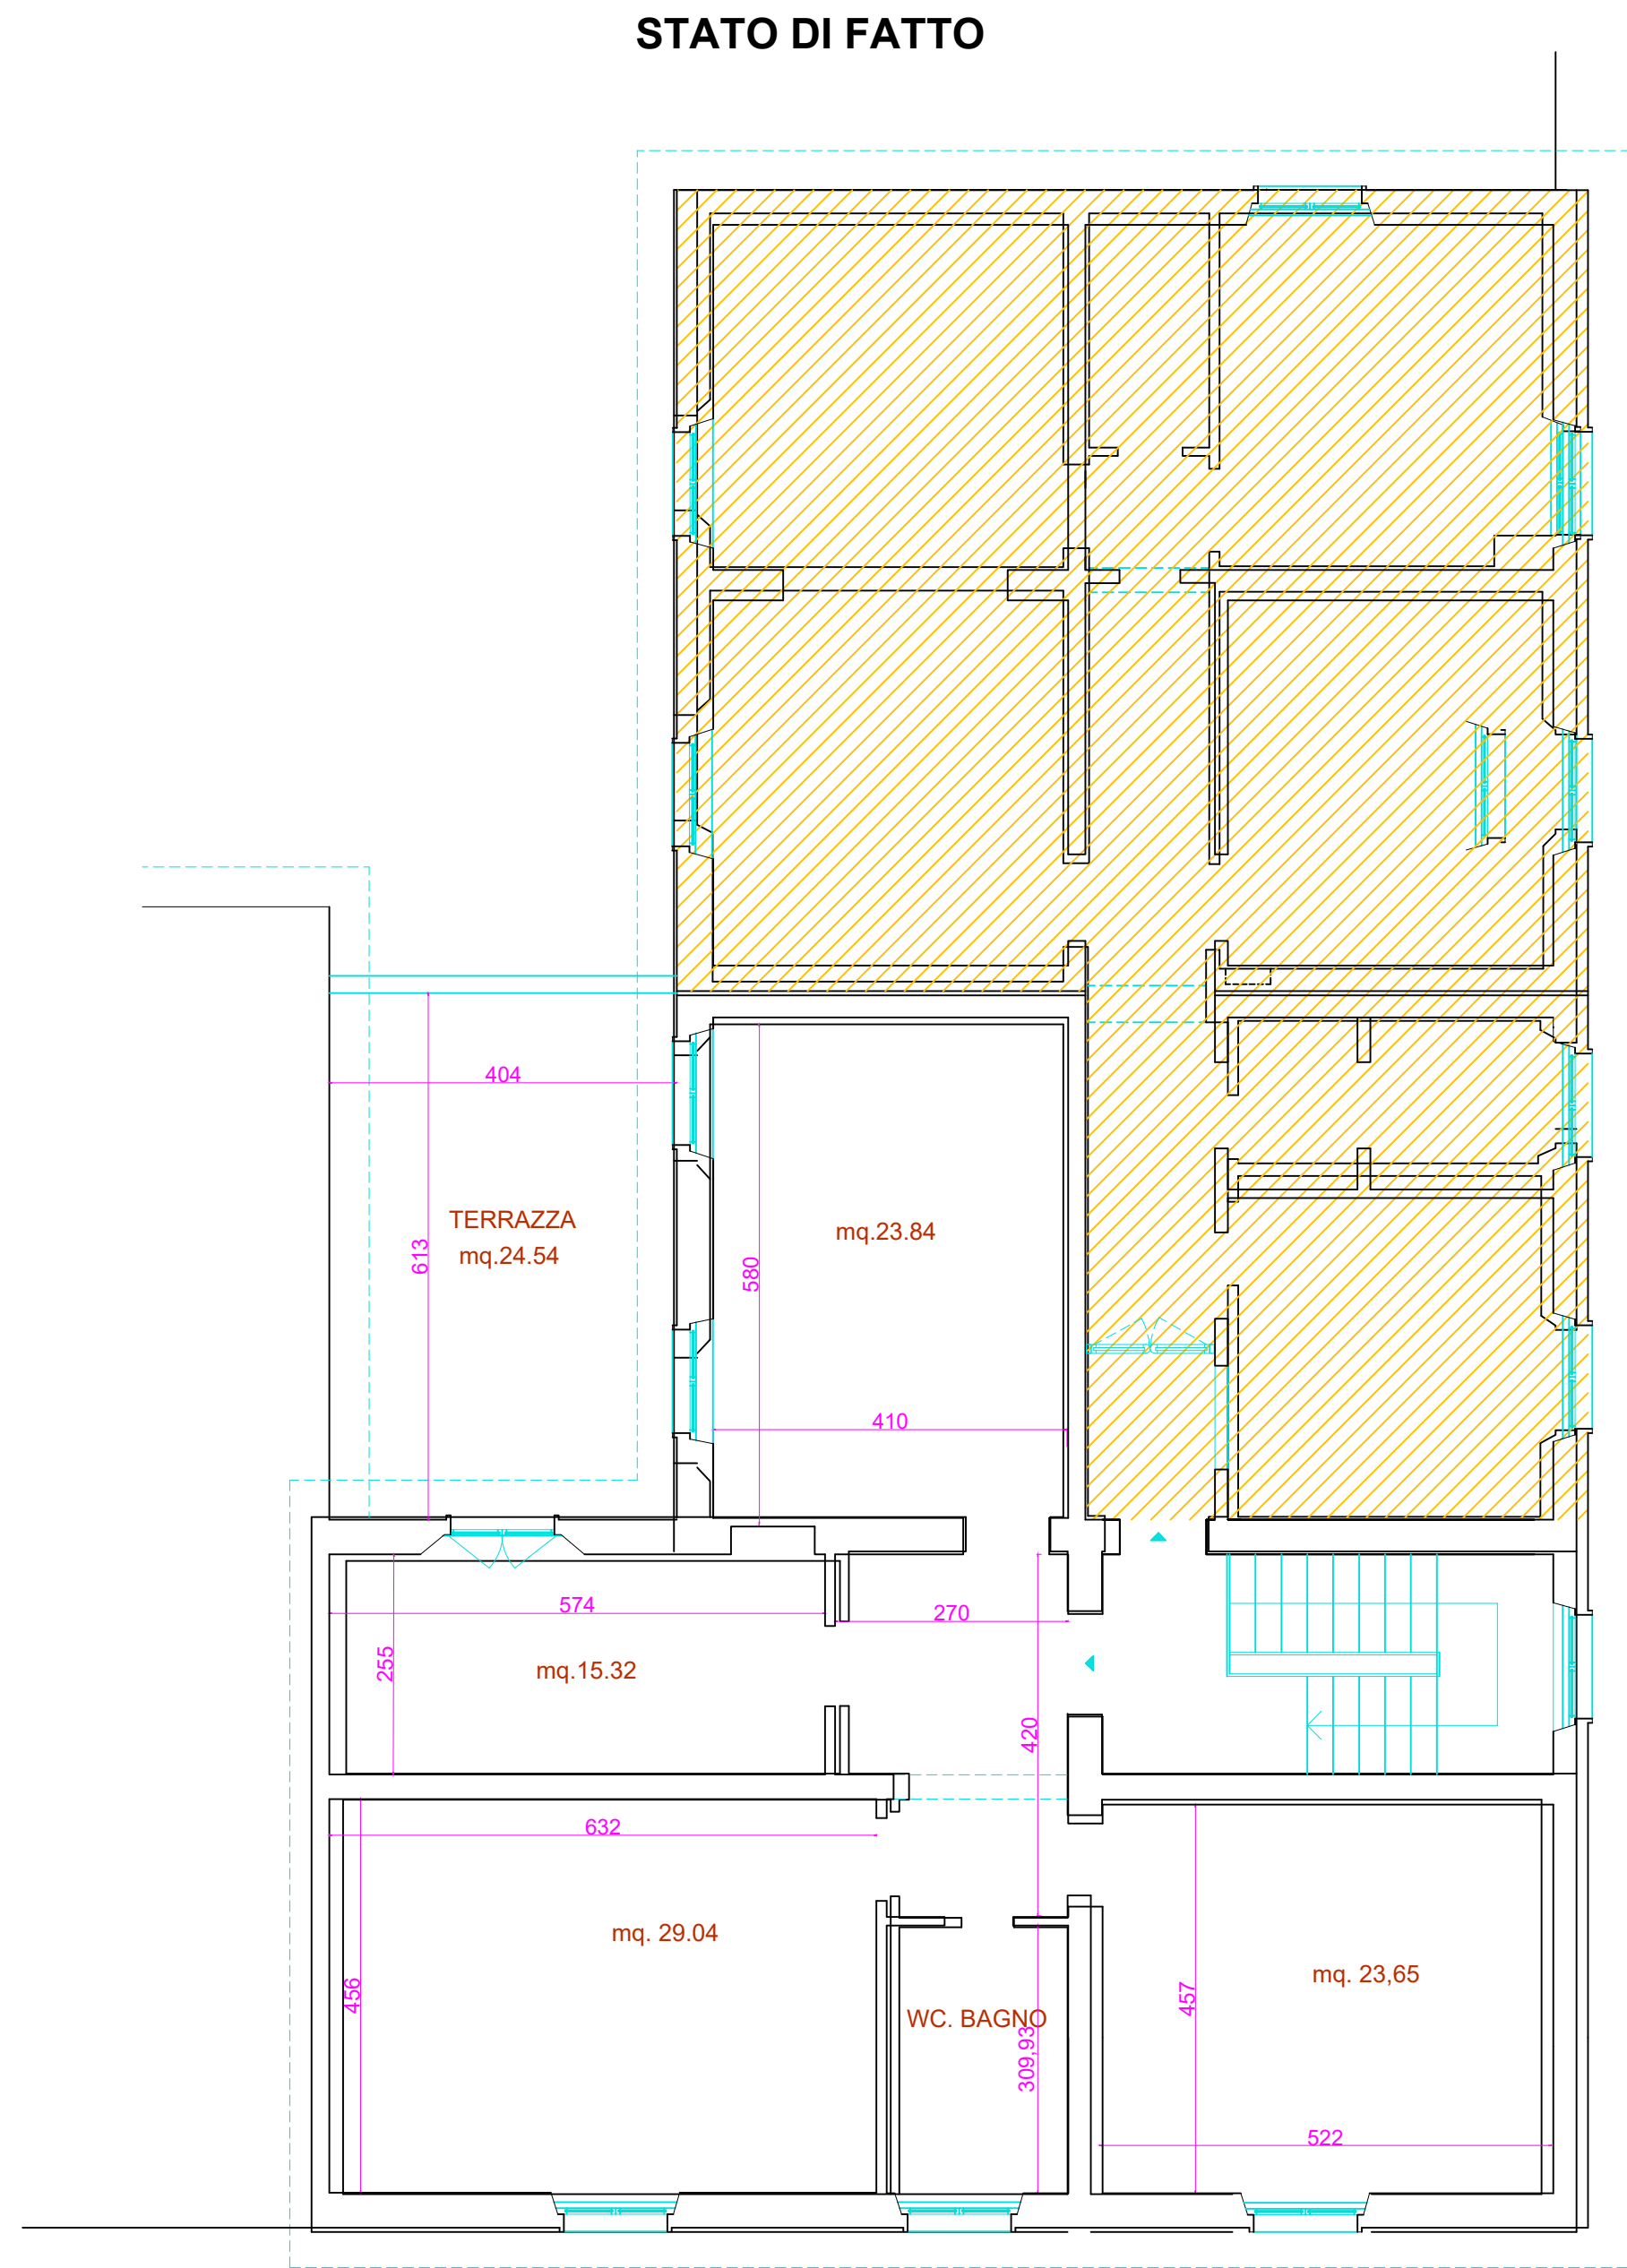 STATO DI FATTO
404
TERRAZZA
mq.24.54
613
mq.23.84
580
410
574
270
255
mq.15.32
420
632
mq. 29.04
456
mq. 23,65
457
WC. BAGNO
309,93
522